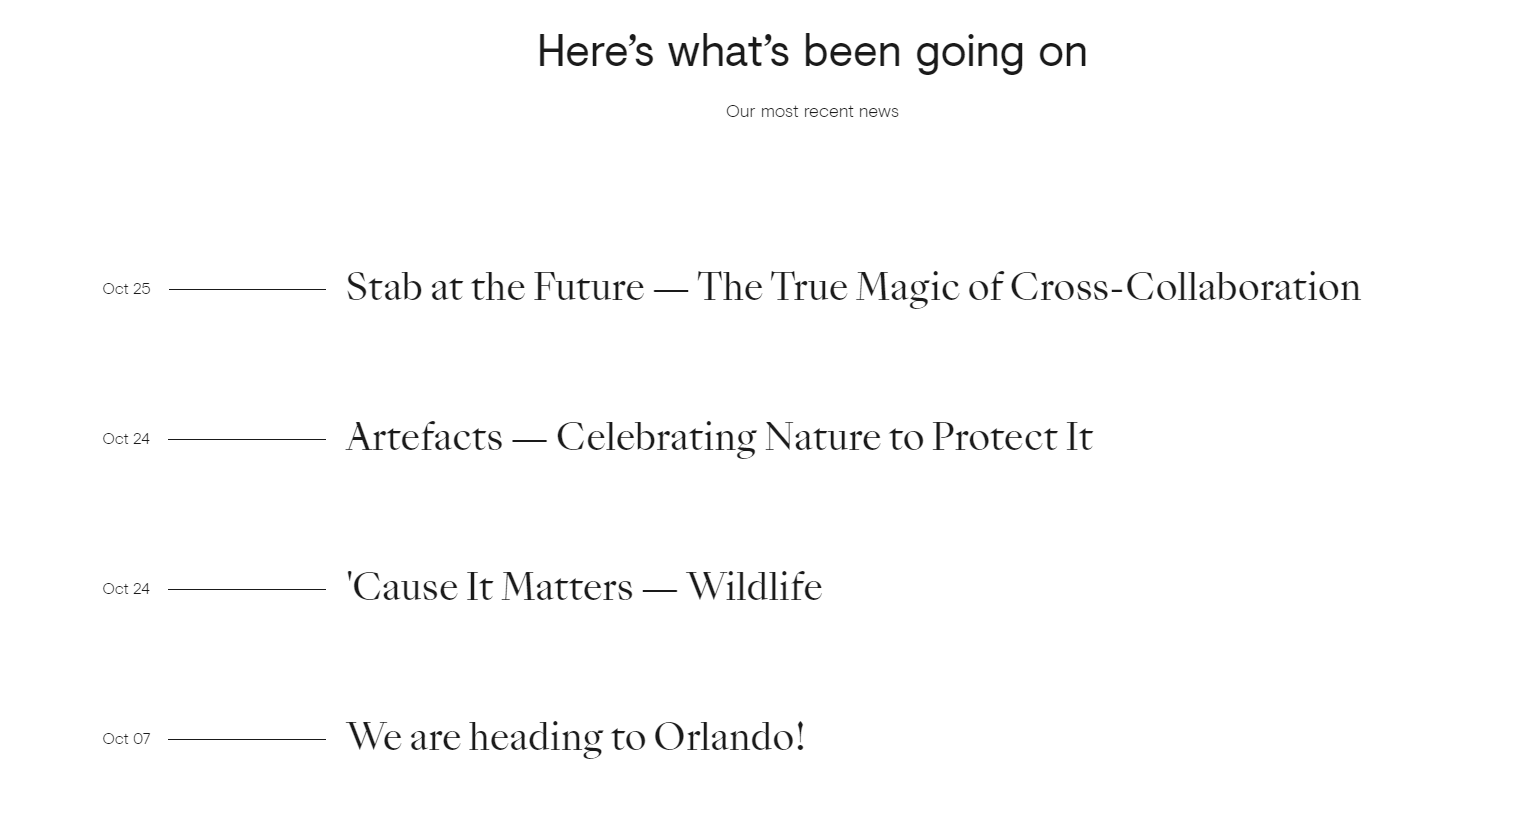 Here’s what’s been going on
Our most recent news
Oct 25 Stab at the Future — The True Magic of Cross-Collaboration
Oct 24 Artefacts — Celebrating Nature to Protect It
Oct 24 'Cause It Matters — Wildlife
Oct 07 We are heading to Orlando!